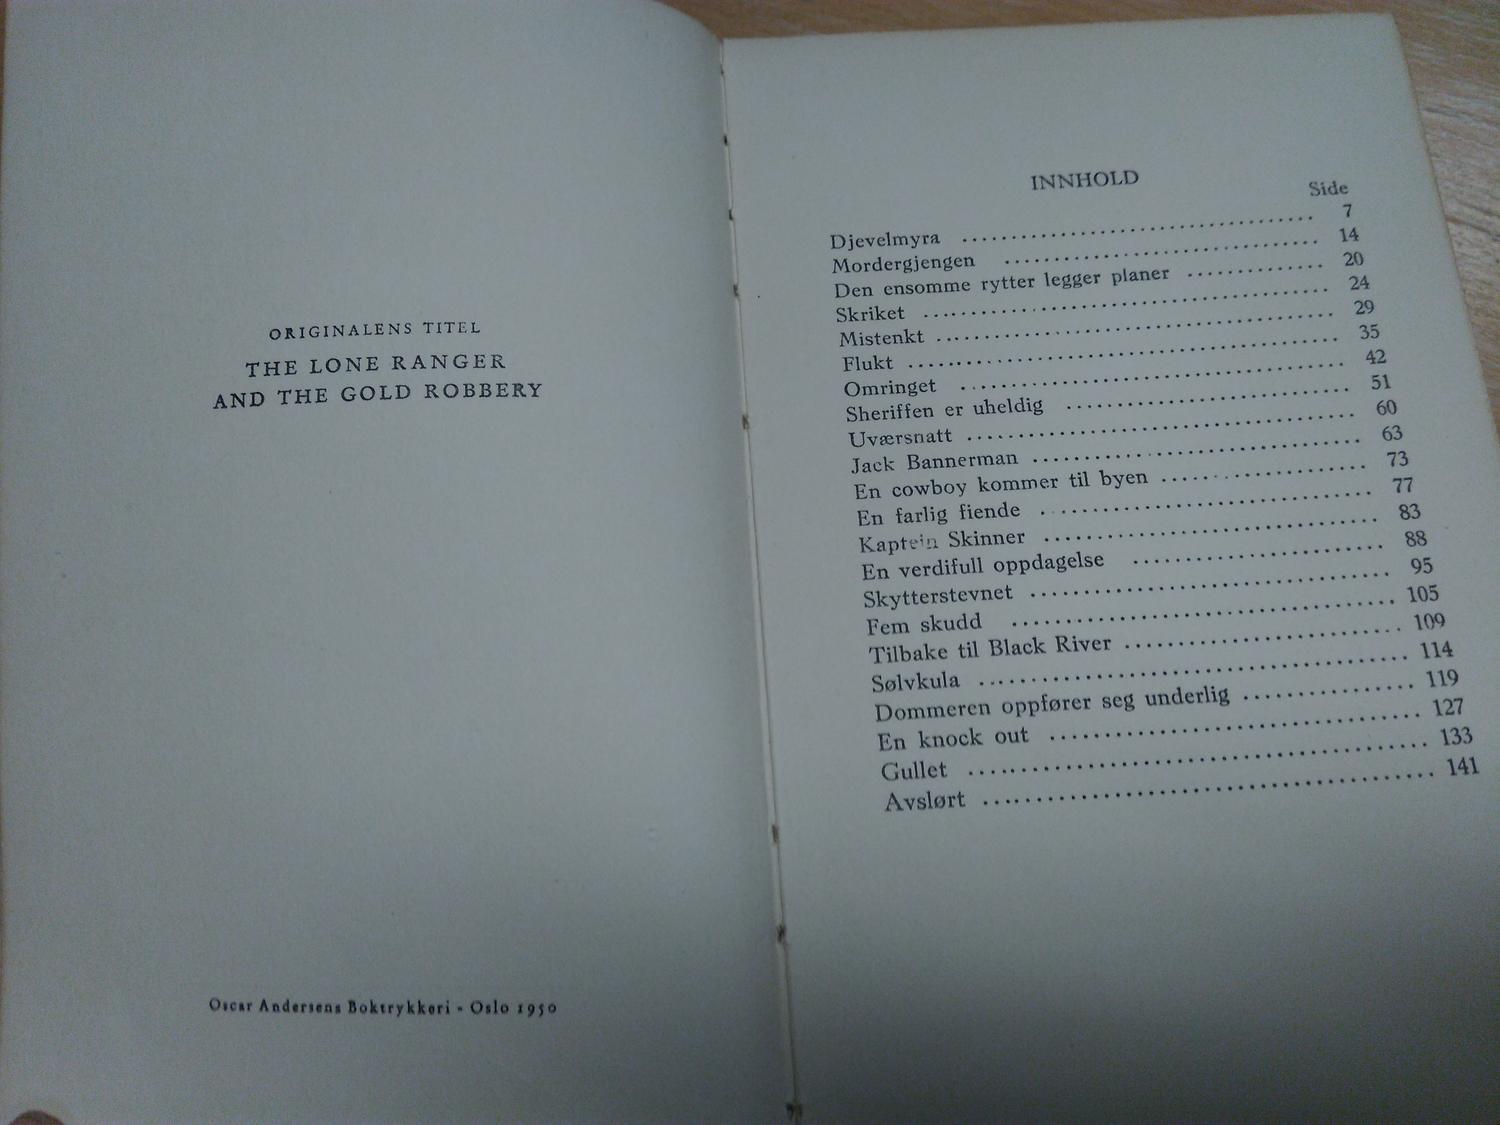 ORIGINALENS TITEL
THE LONE RANGER
AND THE GOLD ROBBERY
Oscar Andersens Boktrykkeri - Oslo 1950
INNHOLD
Side
Djevelmyra .......... 7
Mordergjengen .......... 14
Den ensomme rytter legger planer .......... 20
Skriket .......... 24
Mistenkt .......... 29
Flukt .......... 35
Omringet .......... 42
Sheriffen er uheldig .......... 51
Uværsnatt .......... 60
Jack Bannerman .......... 63
En cowboy kommer til byen .......... 73
En farlig fiende .......... 77
Kaptein Skinner .......... 83
En verdifull oppdagelse .......... 88
Skytterstevnet .......... 95
Fem skudd .......... 105
Tilbake til Black River .......... 109
Sølvkula .......... 114
Dommeren oppfører seg underlig .......... 119
En knock out .......... 127
Gullet .......... 133
Avslørt .......... 141